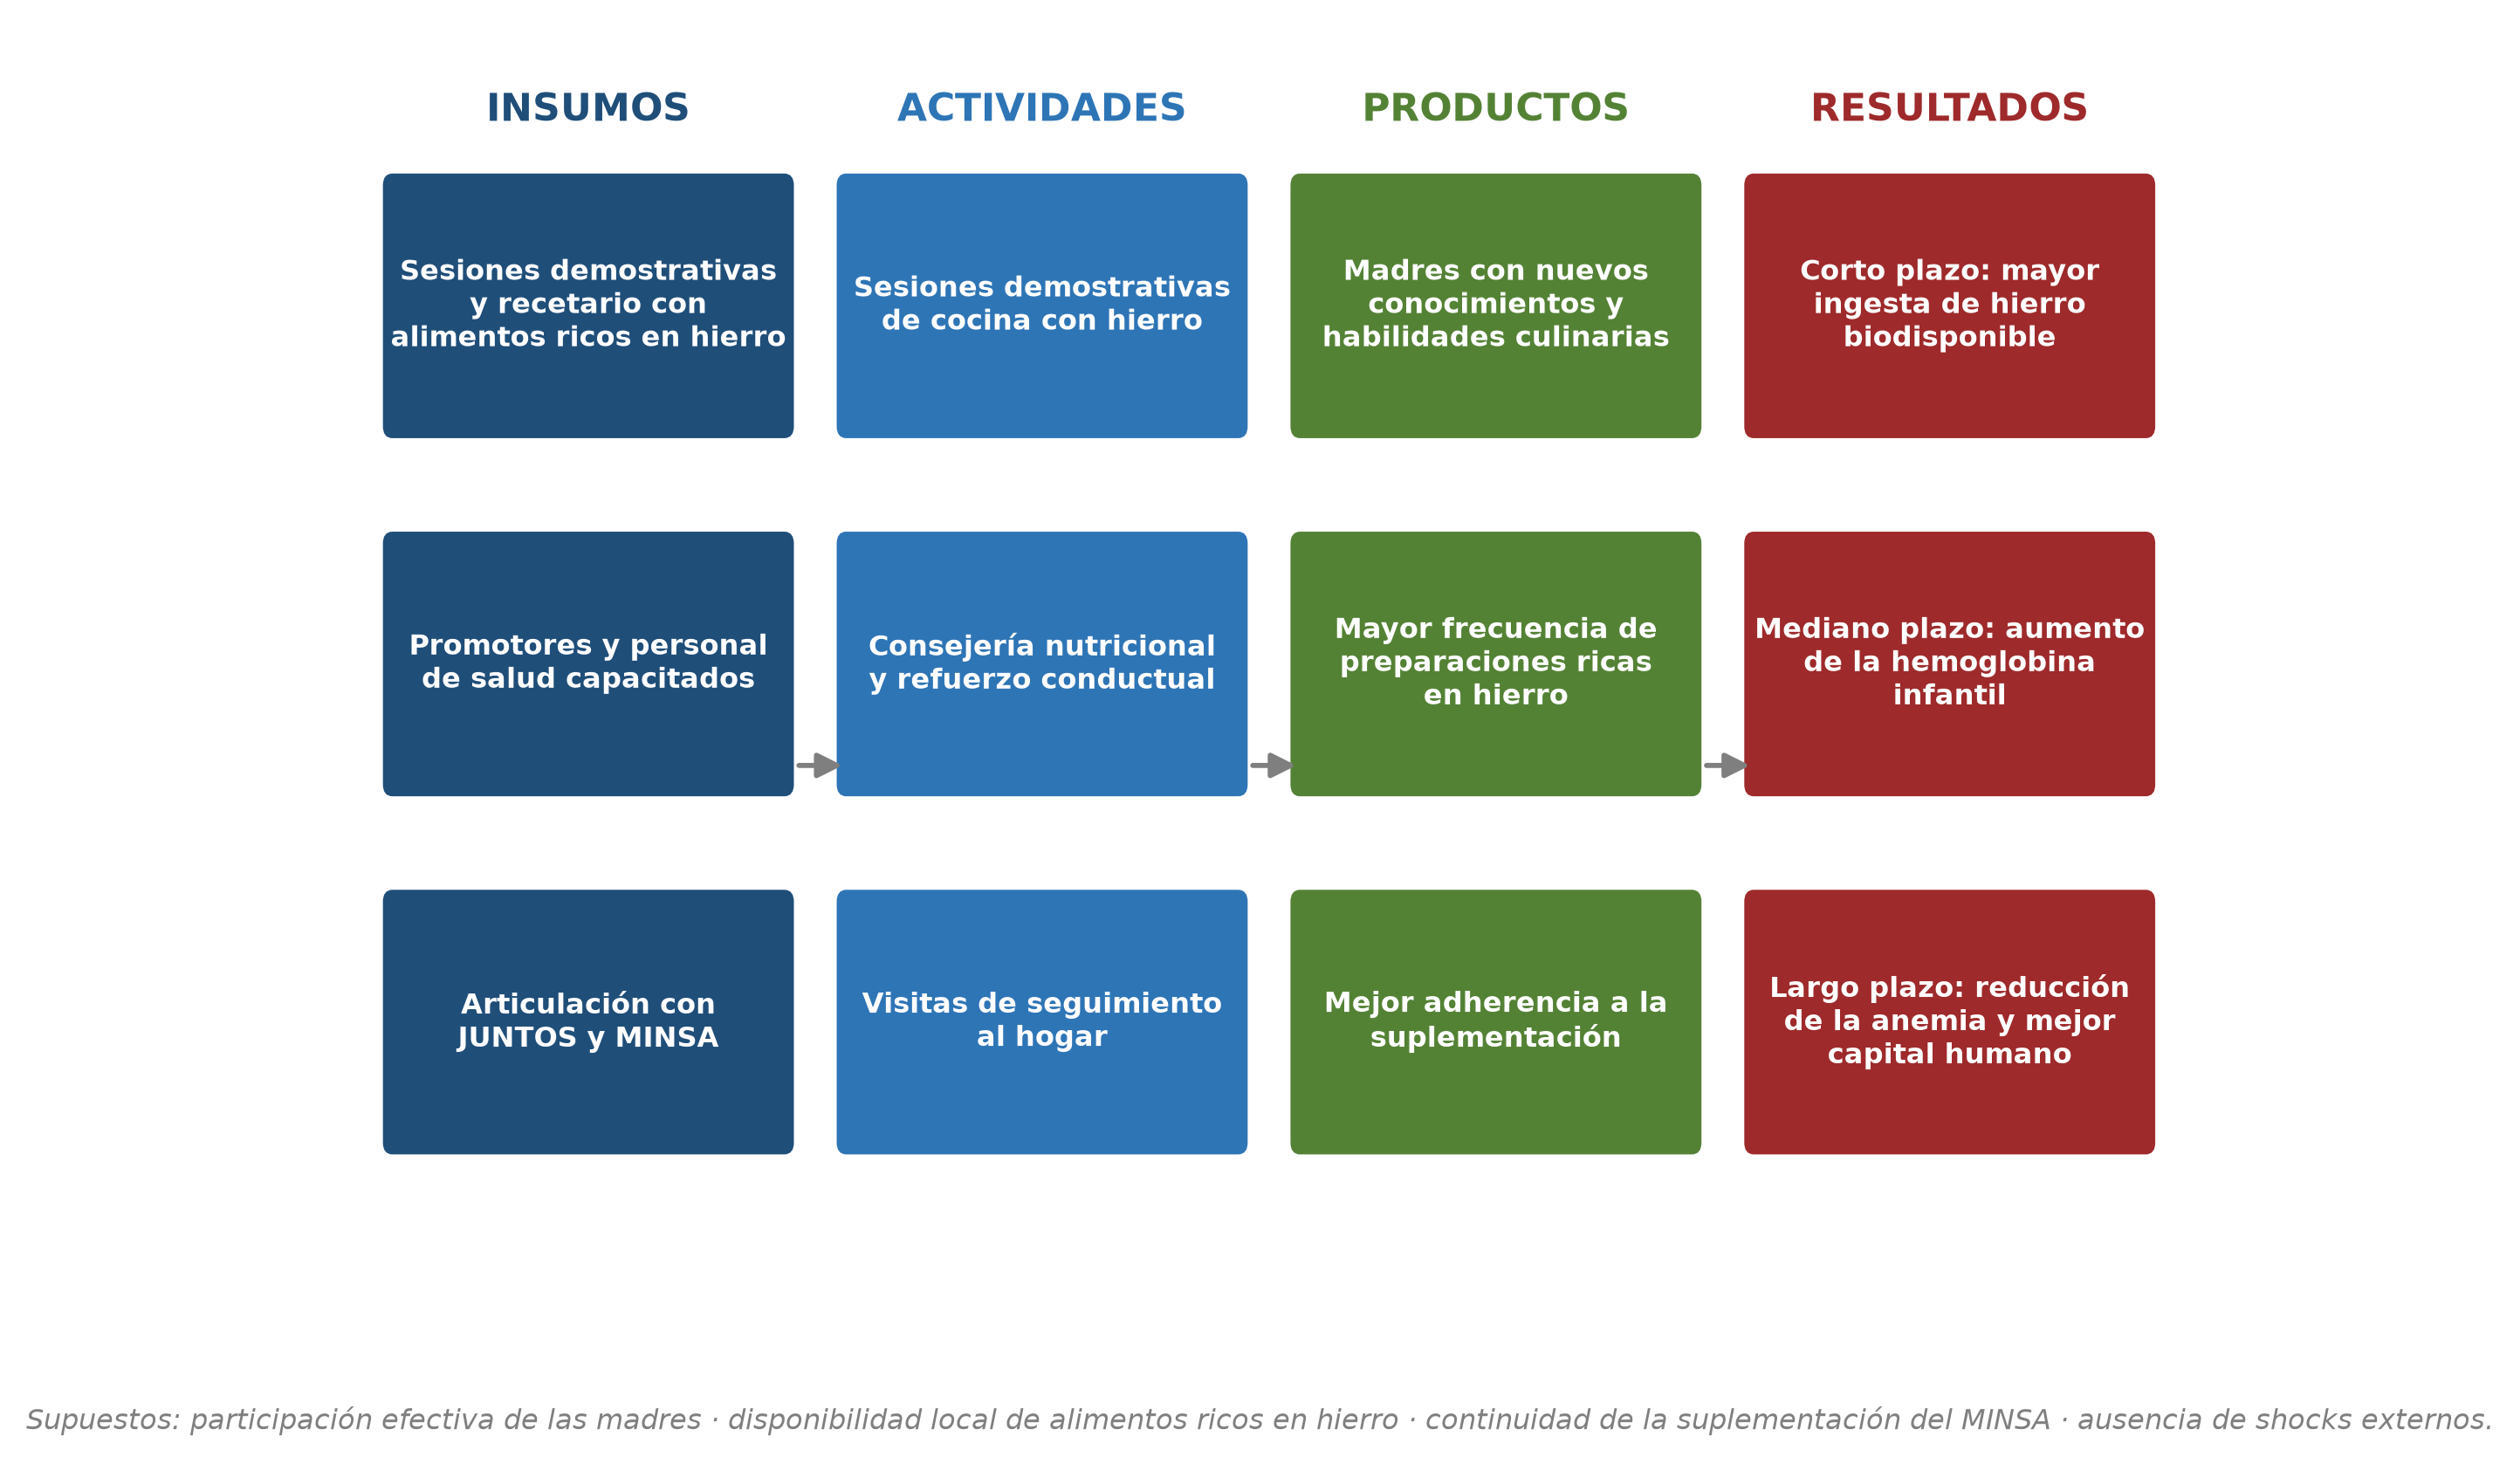 INSUMOS
ACTIVIDADES
PRODUCTOS
RESULTADOS
Sesiones demostrativas
y recetario con
alimentos ricos en hierro
Sesiones demostrativas
de cocina con hierro
Madres con nuevos
conocimientos y
habilidades culinarias
Corto plazo: mayor
ingesta de hierro
biodisponible
Promotores y personal
de salud capacitados
Consejería nutricional
y refuerzo conductual
Mayor frecuencia de
preparaciones ricas
en hierro
Mediano plazo: aumento
de la hemoglobina
infantil
Articulación con
JUNTOS y MINSA
Visitas de seguimiento
al hogar
Mejor adherencia a la
suplementación
Largo plazo: reducción
de la anemia y mejor
capital humano
Supuestos: participación efectiva de las madres · disponibilidad local de alimentos ricos en hierro · continuidad de la suplementación del MINSA · ausencia de shocks externos.